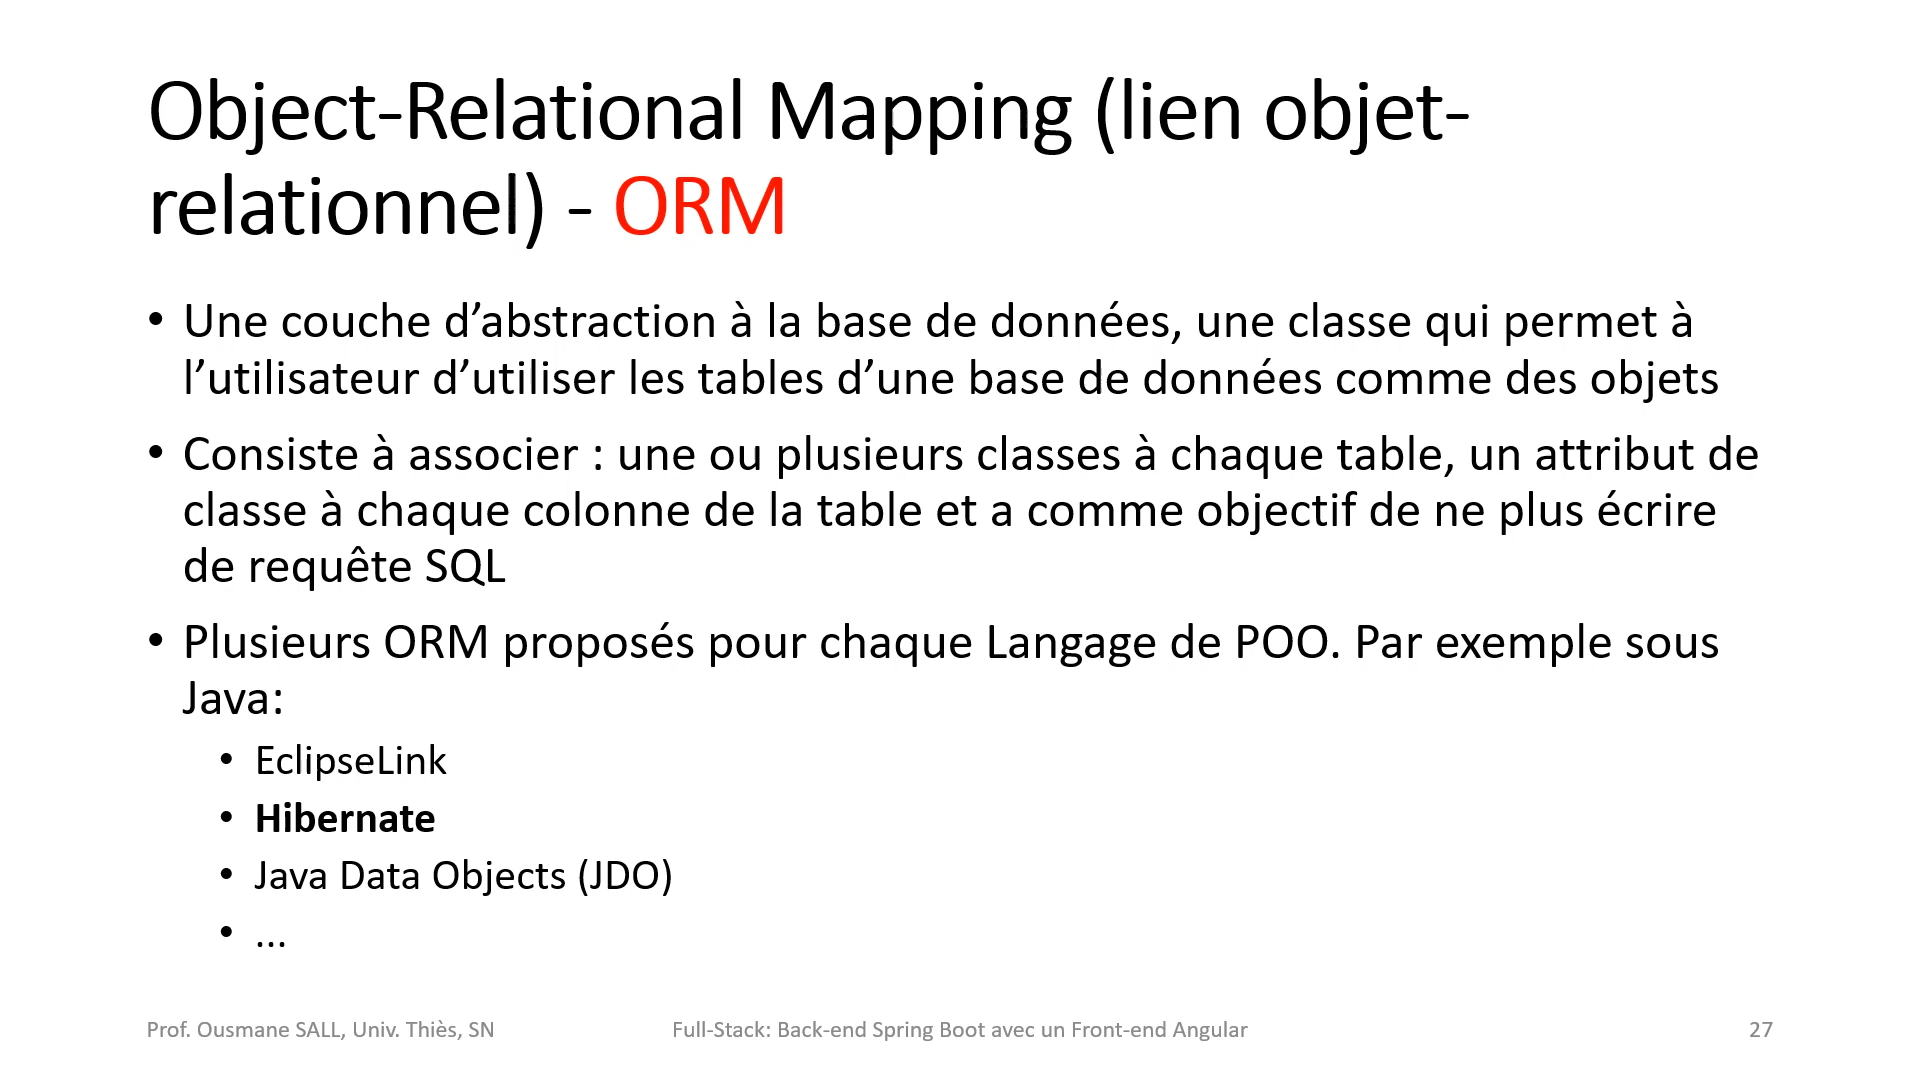 Object-Relational Mapping (lien objet-
relationnel) - ORM
• Une couche d’abstraction à la base de données, une classe qui permet à
l’utilisateur d’utiliser les tables d’une base de données comme des objets
• Consiste à associer : une ou plusieurs classes à chaque table, un attribut de
classe à chaque colonne de la table et a comme objectif de ne plus écrire
de requête SQL
• Plusieurs ORM proposés pour chaque Langage de POO. Par exemple sous
Java:
• EclipseLink
• Hibernate
• Java Data Objects (JDO)
• ...
Prof. Ousmane SALL, Univ. Thiès, SN
Full-Stack: Back-end Spring Boot avec un Front-end Angular
27